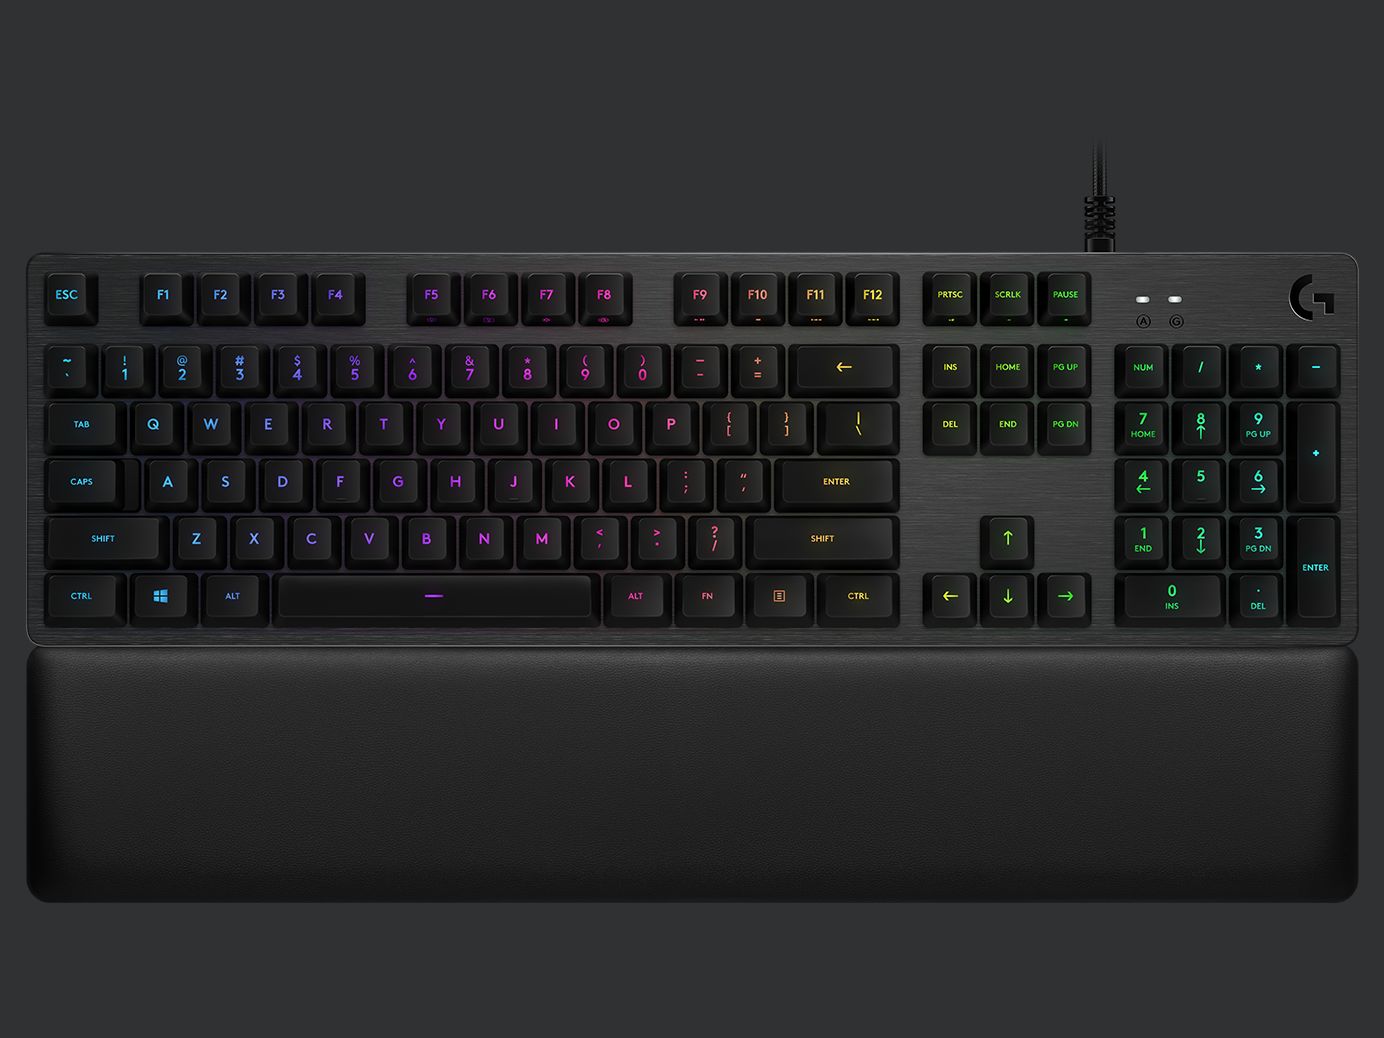 ESC F1 F2 F3 F4 F5 F6 F7 F8 F9 F10 F11 F12 PRTSC SCRLK PAUSE
A G
~ ! @ # $ % ^ & * ( ) _ +
` 1 2 3 4 5 6 7 8 9 0 - = ← INS HOME PG UP NUM / * -
TAB Q W E R T Y U I O P { } | DEL END PG DN 7 8 9
[ ] \ HOME ↑ PG UP
+
CAPS A S D F G H J K L : " ENTER 4 5 6
; ' ← →
SHIFT Z X C V B N M < > ? SHIFT ↑ 1 2 3
, . / END ↓ PG DN
ENTER
CTRL ALT ALT FN CTRL ← ↓ → 0 .
INS DEL